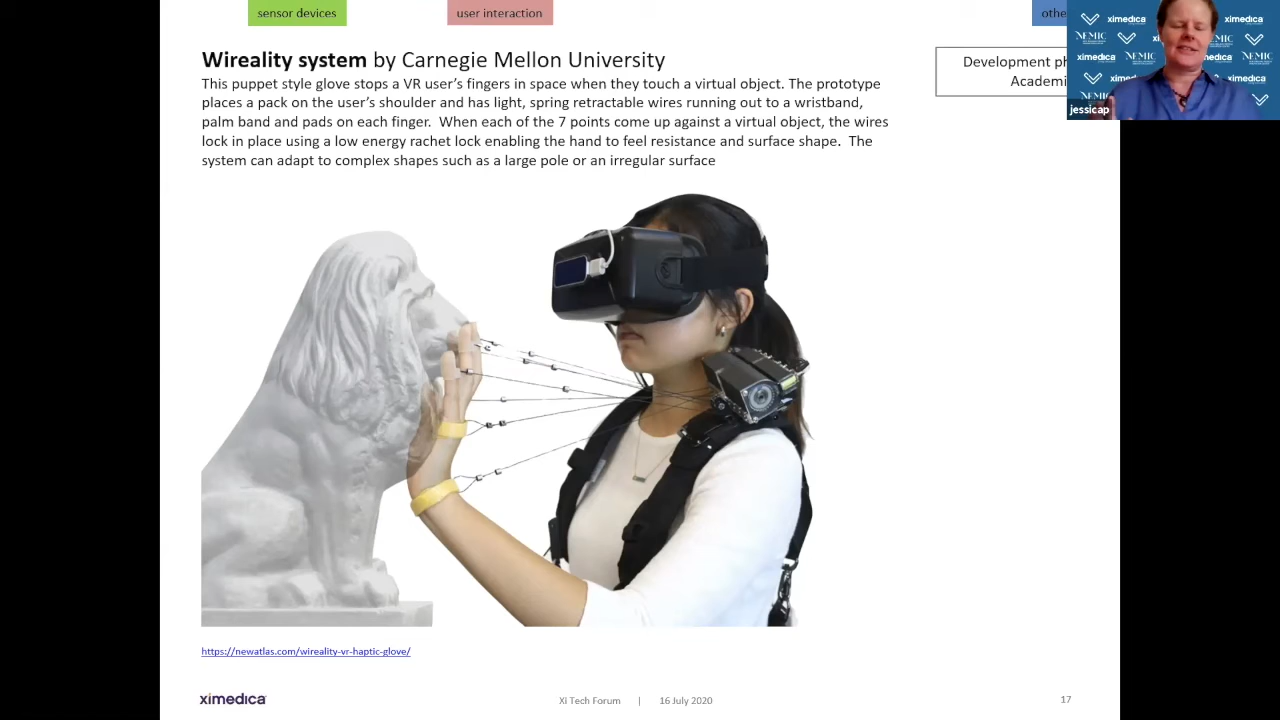 sensor devices
user interaction
othe
Wireality system by Carnegie Mellon University
This puppet style glove stops a VR user's fingers in space when they touch a virtual object. The prototype
places a pack on the user's shoulder and has light, spring retractable wires running out to a wristband,
palm band and pads on each finger. When each of the 7 points come up against a virtual object, the wires
lock in place using a low energy rachet lock enabling the hand to feel resistance and surface shape. The
system can adapt to complex shapes such as a large pole or an irregular surface
Development ph
Academi
ximedica
ximedica
NEMIC
ximedica
NEMIC
ximedica
ximedica
jessicap
https://newatlas.com/wireality-vr-haptic-glove/
ximedica
Xi Tech Forum | 16 July 2020
17